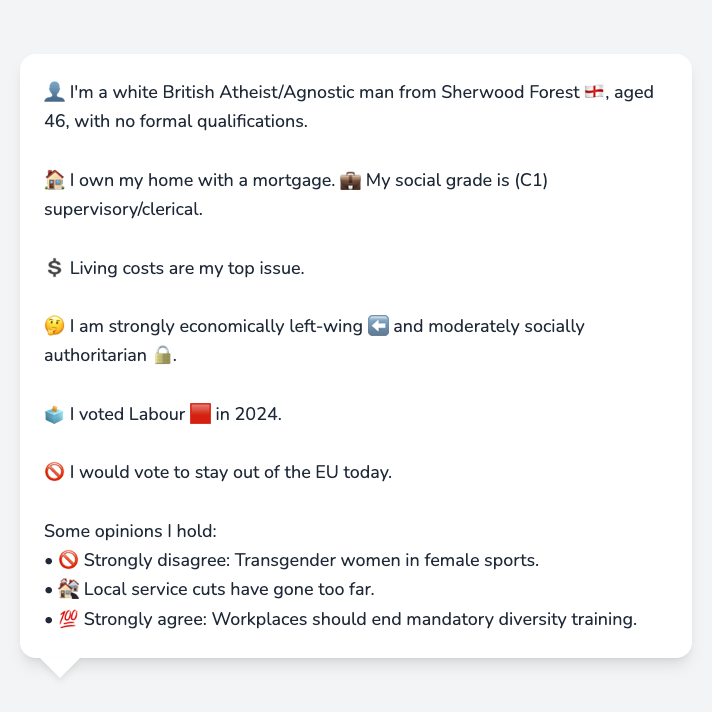 👤 I'm a white British Atheist/Agnostic man from Sherwood Forest 🏴󠁧󠁢󠁥󠁮󠁧󠁿, aged
46, with no formal qualifications.
🏠 I own my home with a mortgage. 💼 My social grade is (C1)
supervisory/clerical.
💲 Living costs are my top issue.
🤔 I am strongly economically left-wing ⬅️ and moderately socially
authoritarian 🔒.
🗳️ I voted Labour 🟥 in 2024.
🚫 I would vote to stay out of the EU today.
Some opinions I hold:
• 🚫 Strongly disagree: Transgender women in female sports.
• 🏚️ Local service cuts have gone too far.
• 💯 Strongly agree: Workplaces should end mandatory diversity training.